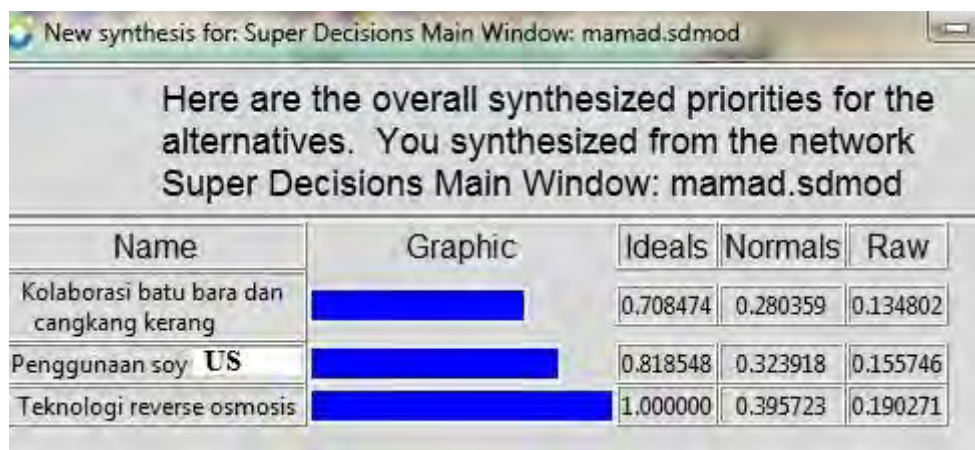 New synthesis for: Super Decisions Main Window: mamad.sdmod
Here are the overall synthesized priorities for the
alternatives. You synthesized from the network
Super Decisions Main Window: mamad.sdmod
Name Graphic Ideals Normals Raw
Kolaborasi batu bara dan
cangkang kerang 0.708474 0.280359 0.134802
Penggunaan soy US 0.818548 0.323918 0.155746
Teknologi reverse osmosis 1.000000 0.395723 0.190271